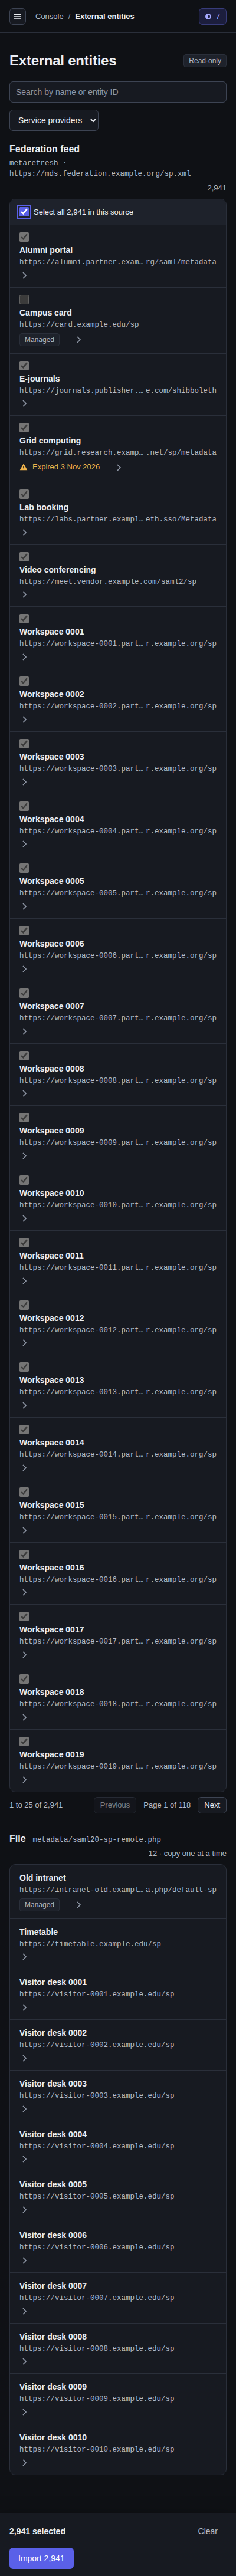 Console / External entities
7
External entities
Read-only
Search by name or entity ID
Service providers
Federation feed
metarefresh ·
https://mds.federation.example.org/sp.xml
2,941
Select all 2,941 in this source
Alumni portal
https://alumni.partner.exam… rg/saml/metadata
Campus card
https://card.example.edu/sp
Managed
E-journals
https://journals.publisher.… e.com/shibboleth
Grid computing
https://grid.research.examp… .net/sp/metadata
Expired 3 Nov 2026
Lab booking
https://labs.partner.exampl… eth.sso/Metadata
Video conferencing
https://meet.vendor.example.com/saml2/sp
Workspace 0001
https://workspace-0001.part… r.example.org/sp
Workspace 0002
https://workspace-0002.part… r.example.org/sp
Workspace 0003
https://workspace-0003.part… r.example.org/sp
Workspace 0004
https://workspace-0004.part… r.example.org/sp
Workspace 0005
https://workspace-0005.part… r.example.org/sp
Workspace 0006
https://workspace-0006.part… r.example.org/sp
Workspace 0007
https://workspace-0007.part… r.example.org/sp
Workspace 0008
https://workspace-0008.part… r.example.org/sp
Workspace 0009
https://workspace-0009.part… r.example.org/sp
Workspace 0010
https://workspace-0010.part… r.example.org/sp
Workspace 0011
https://workspace-0011.part… r.example.org/sp
Workspace 0012
https://workspace-0012.part… r.example.org/sp
Workspace 0013
https://workspace-0013.part… r.example.org/sp
Workspace 0014
https://workspace-0014.part… r.example.org/sp
Workspace 0015
https://workspace-0015.part… r.example.org/sp
Workspace 0016
https://workspace-0016.part… r.example.org/sp
Workspace 0017
https://workspace-0017.part… r.example.org/sp
Workspace 0018
https://workspace-0018.part… r.example.org/sp
Workspace 0019
https://workspace-0019.part… r.example.org/sp
1 to 25 of 2,941
Previous
Page 1 of 118
Next
File metadata/saml20-sp-remote.php
12 · copy one at a time
Old intranet
https://intranet-old.exampl… a.php/default-sp
Managed
Timetable
https://timetable.example.edu/sp
Visitor desk 0001
https://visitor-0001.example.edu/sp
Visitor desk 0002
https://visitor-0002.example.edu/sp
Visitor desk 0003
https://visitor-0003.example.edu/sp
Visitor desk 0004
https://visitor-0004.example.edu/sp
Visitor desk 0005
https://visitor-0005.example.edu/sp
Visitor desk 0006
https://visitor-0006.example.edu/sp
Visitor desk 0007
https://visitor-0007.example.edu/sp
Visitor desk 0008
https://visitor-0008.example.edu/sp
Visitor desk 0009
https://visitor-0009.example.edu/sp
Visitor desk 0010
https://visitor-0010.example.edu/sp
2,941 selected
Clear
Import 2,941